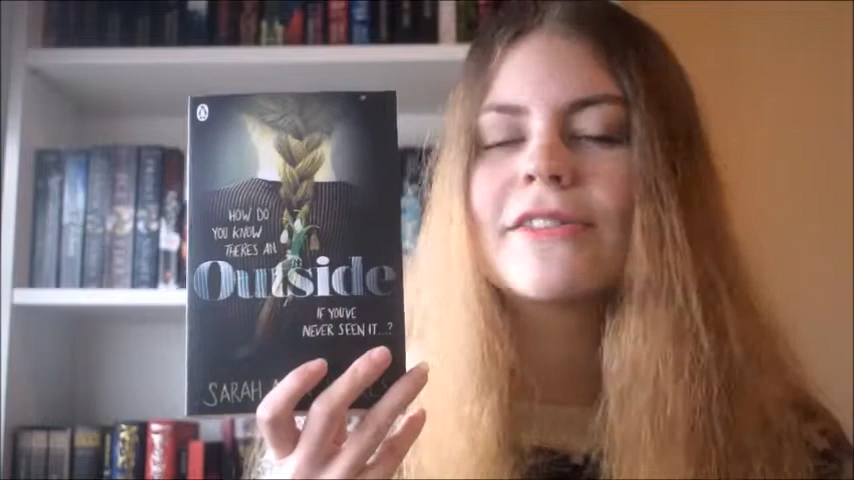 HOW DO
YOU KNOW
THERE'S AN
Outside
IF YOU'VE
NEVER SEEN IT...?
SARAH